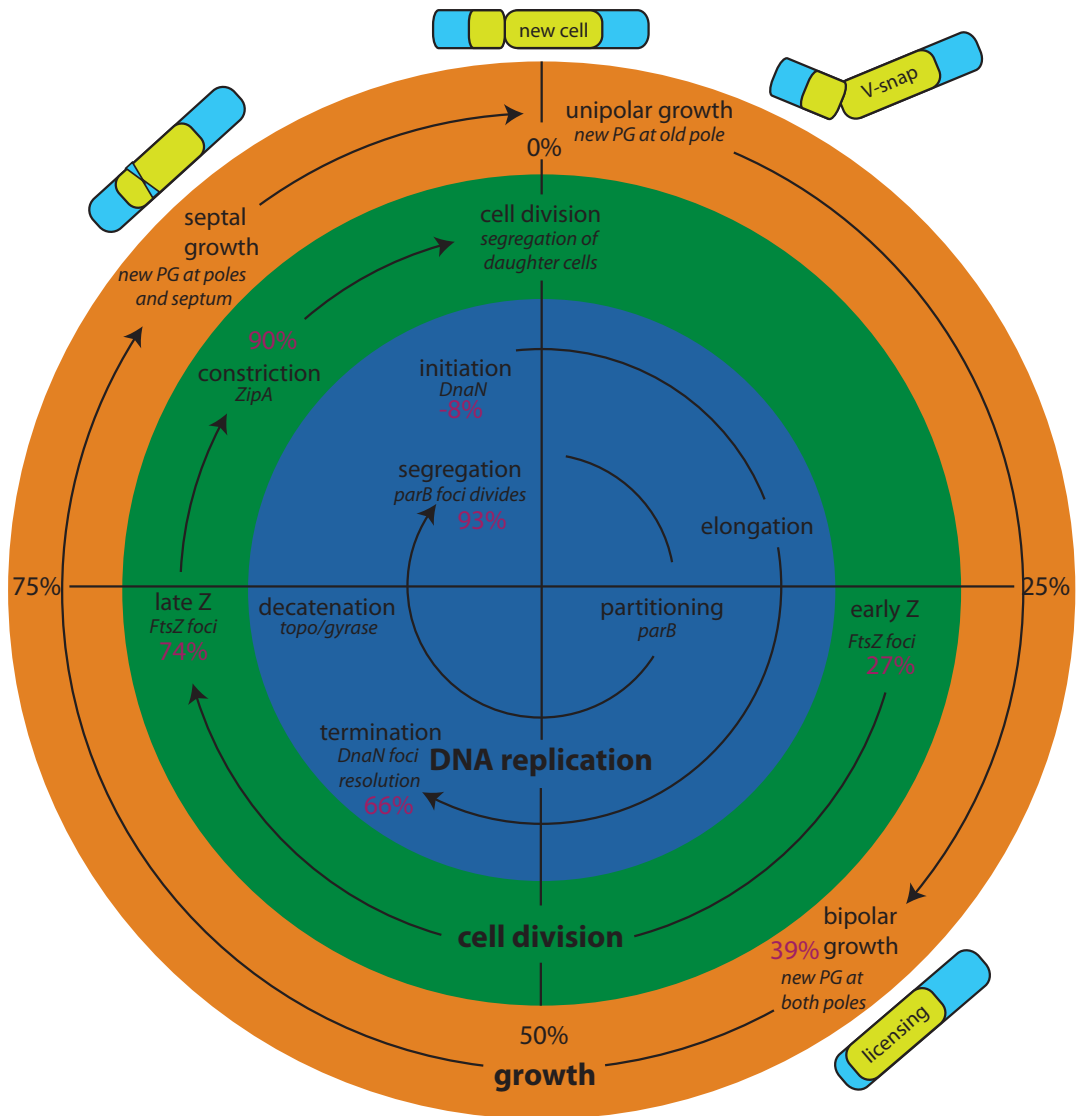 new cell
V-snap
unipolar growth
new PG at old pole
0%
septal
growth
new PG at poles
and septum
cell division
segregation of
daughter cells
90%
constriction
ZipA
initiation
DnaN
-8%
segregation
parB foci divides
93%
elongation
75%
25%
late Z
FtsZ foci
74%
decatenation
topo/gyrase
partitioning
parB
early Z
FtsZ foci
27%
termination
DnaN foci
resolution
66%
DNA replication
cell division
bipolar
growth
39%
new PG at
both poles
licensing
50%
growth